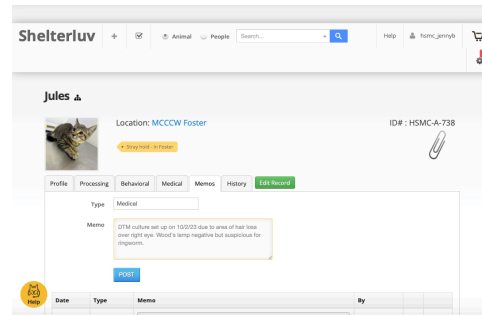 Shelterluv
Animal People Search... Help hsmc_jennyb
Jules
Location: MCCCW Foster ID# : HSMC-A-738
Stray hold - In Foster
Profile Processing Behavioral Medical Memos History Edit Record
Type Medical
Memo DTM culture set up on 10/2/23 due to area of hair loss
over right eye. Wood's lamp negative but suspicious for
ringworm.
POST
Help
Date Type Memo By